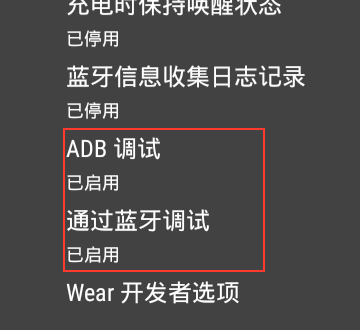 充电时保持唤醒状态
已停用
蓝牙信息收集日志记录
已停用
ADB 调试
已启用
通过蓝牙调试
已启用
Wear 开发者选项